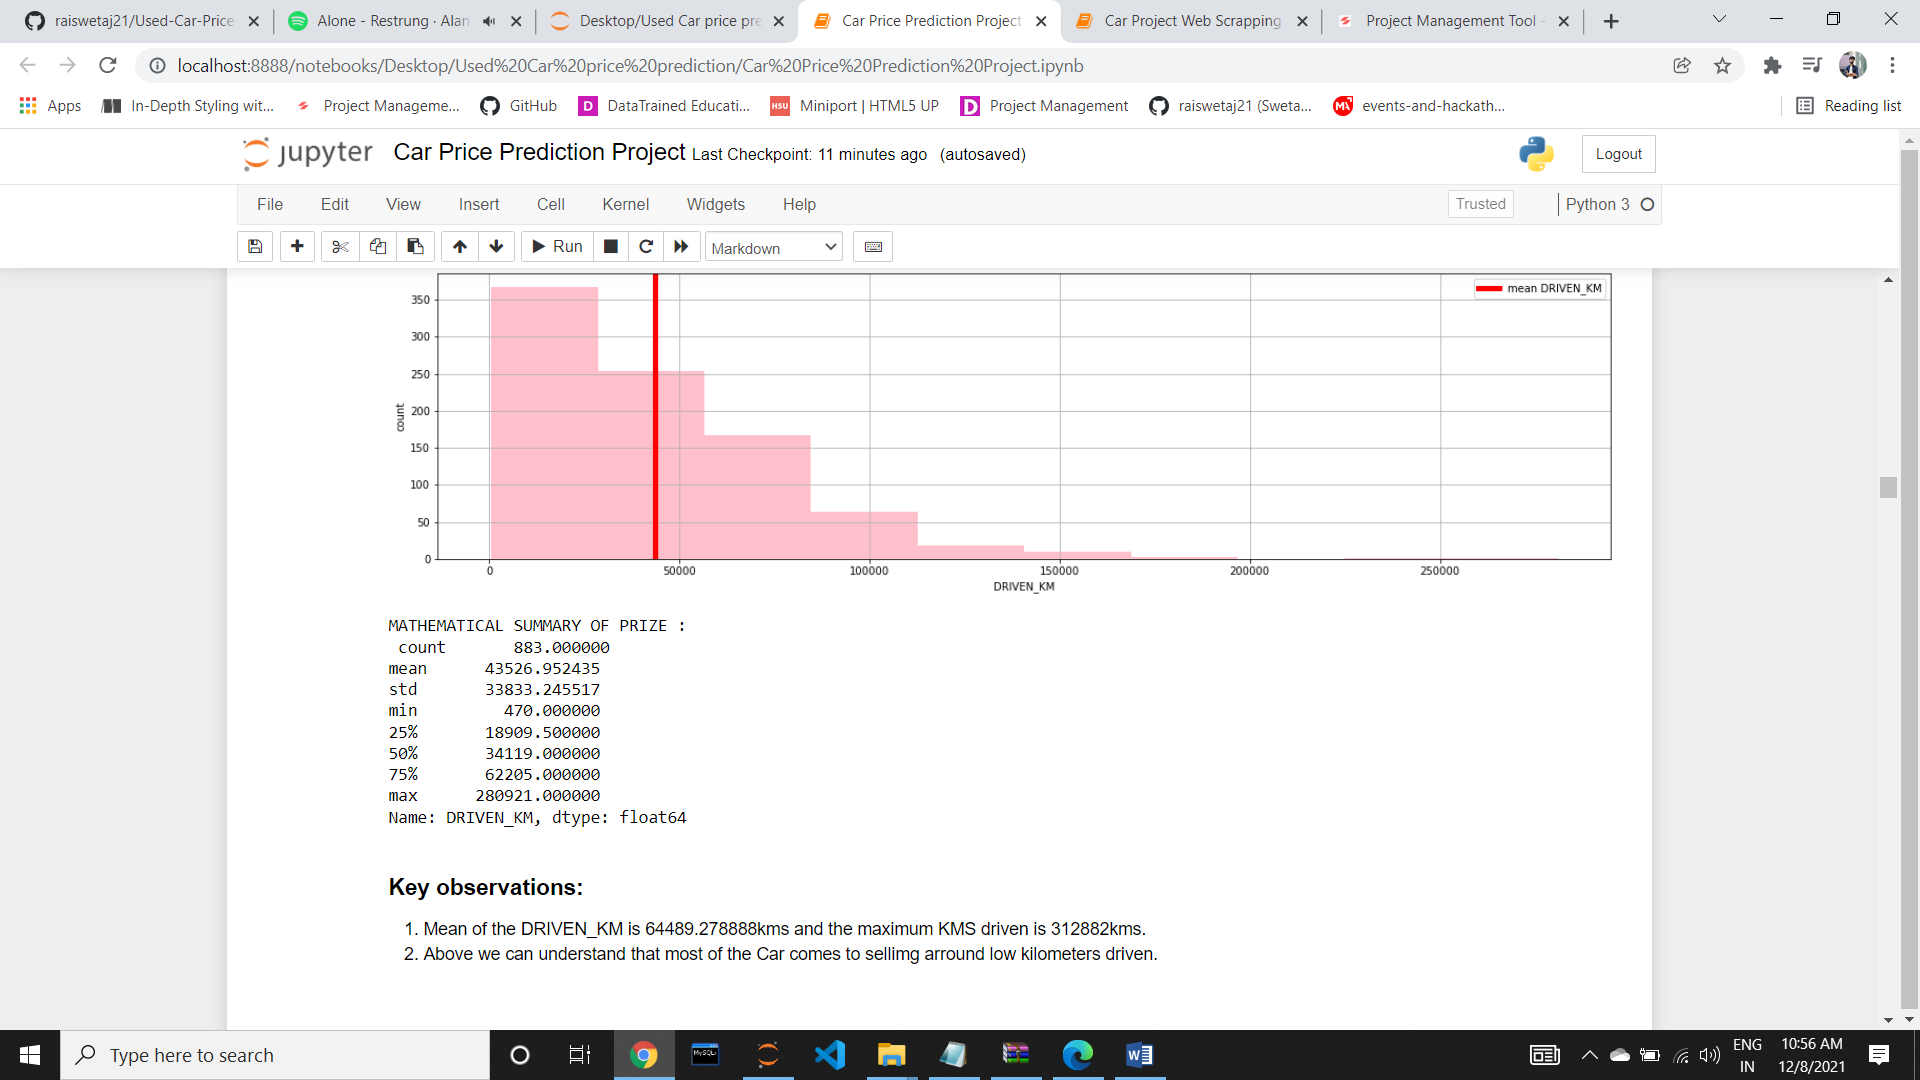 raiswetaj21/Used-Car-Price
Alone - Restrung · Alan
Desktop/Used Car price pre
Car Price Prediction Project
Car Project Web Scrapping
Project Management Tool -
localhost:8888/notebooks/Desktop/Used%20Car%20price%20prediction/Car%20Price%20Prediction%20Project.ipynb
Apps
In-Depth Styling wit...
Project Manageme...
GitHub
DataTrained Educati...
HSU
Miniport | HTML5 UP
Project Management
raiswetaj21 (Sweta...
events-and-hackath...
Reading list
jupyter Car Price Prediction Project Last Checkpoint: 11 minutes ago (autosaved)
Logout
File Edit View Insert Cell Kernel Widgets Help
Trusted
Python 3
Run
Markdown
mean DRIVEN_KM
350
300
250
200
150
100
50
0
count
0 50000 100000 150000 200000 250000
DRIVEN_KM
MATHEMATICAL SUMMARY OF PRIZE :
count 883.000000
mean 43526.952435
std 33833.245517
min 470.000000
25% 18909.500000
50% 34119.000000
75% 62205.000000
max 280921.000000
Name: DRIVEN_KM, dtype: float64
Key observations:
1. Mean of the DRIVEN_KM is 64489.278888kms and the maximum KMS driven is 312882kms.
2. Above we can understand that most of the Car comes to sellimg arround low kilometers driven.
Type here to search
ENG
IN
10:56 AM
12/8/2021